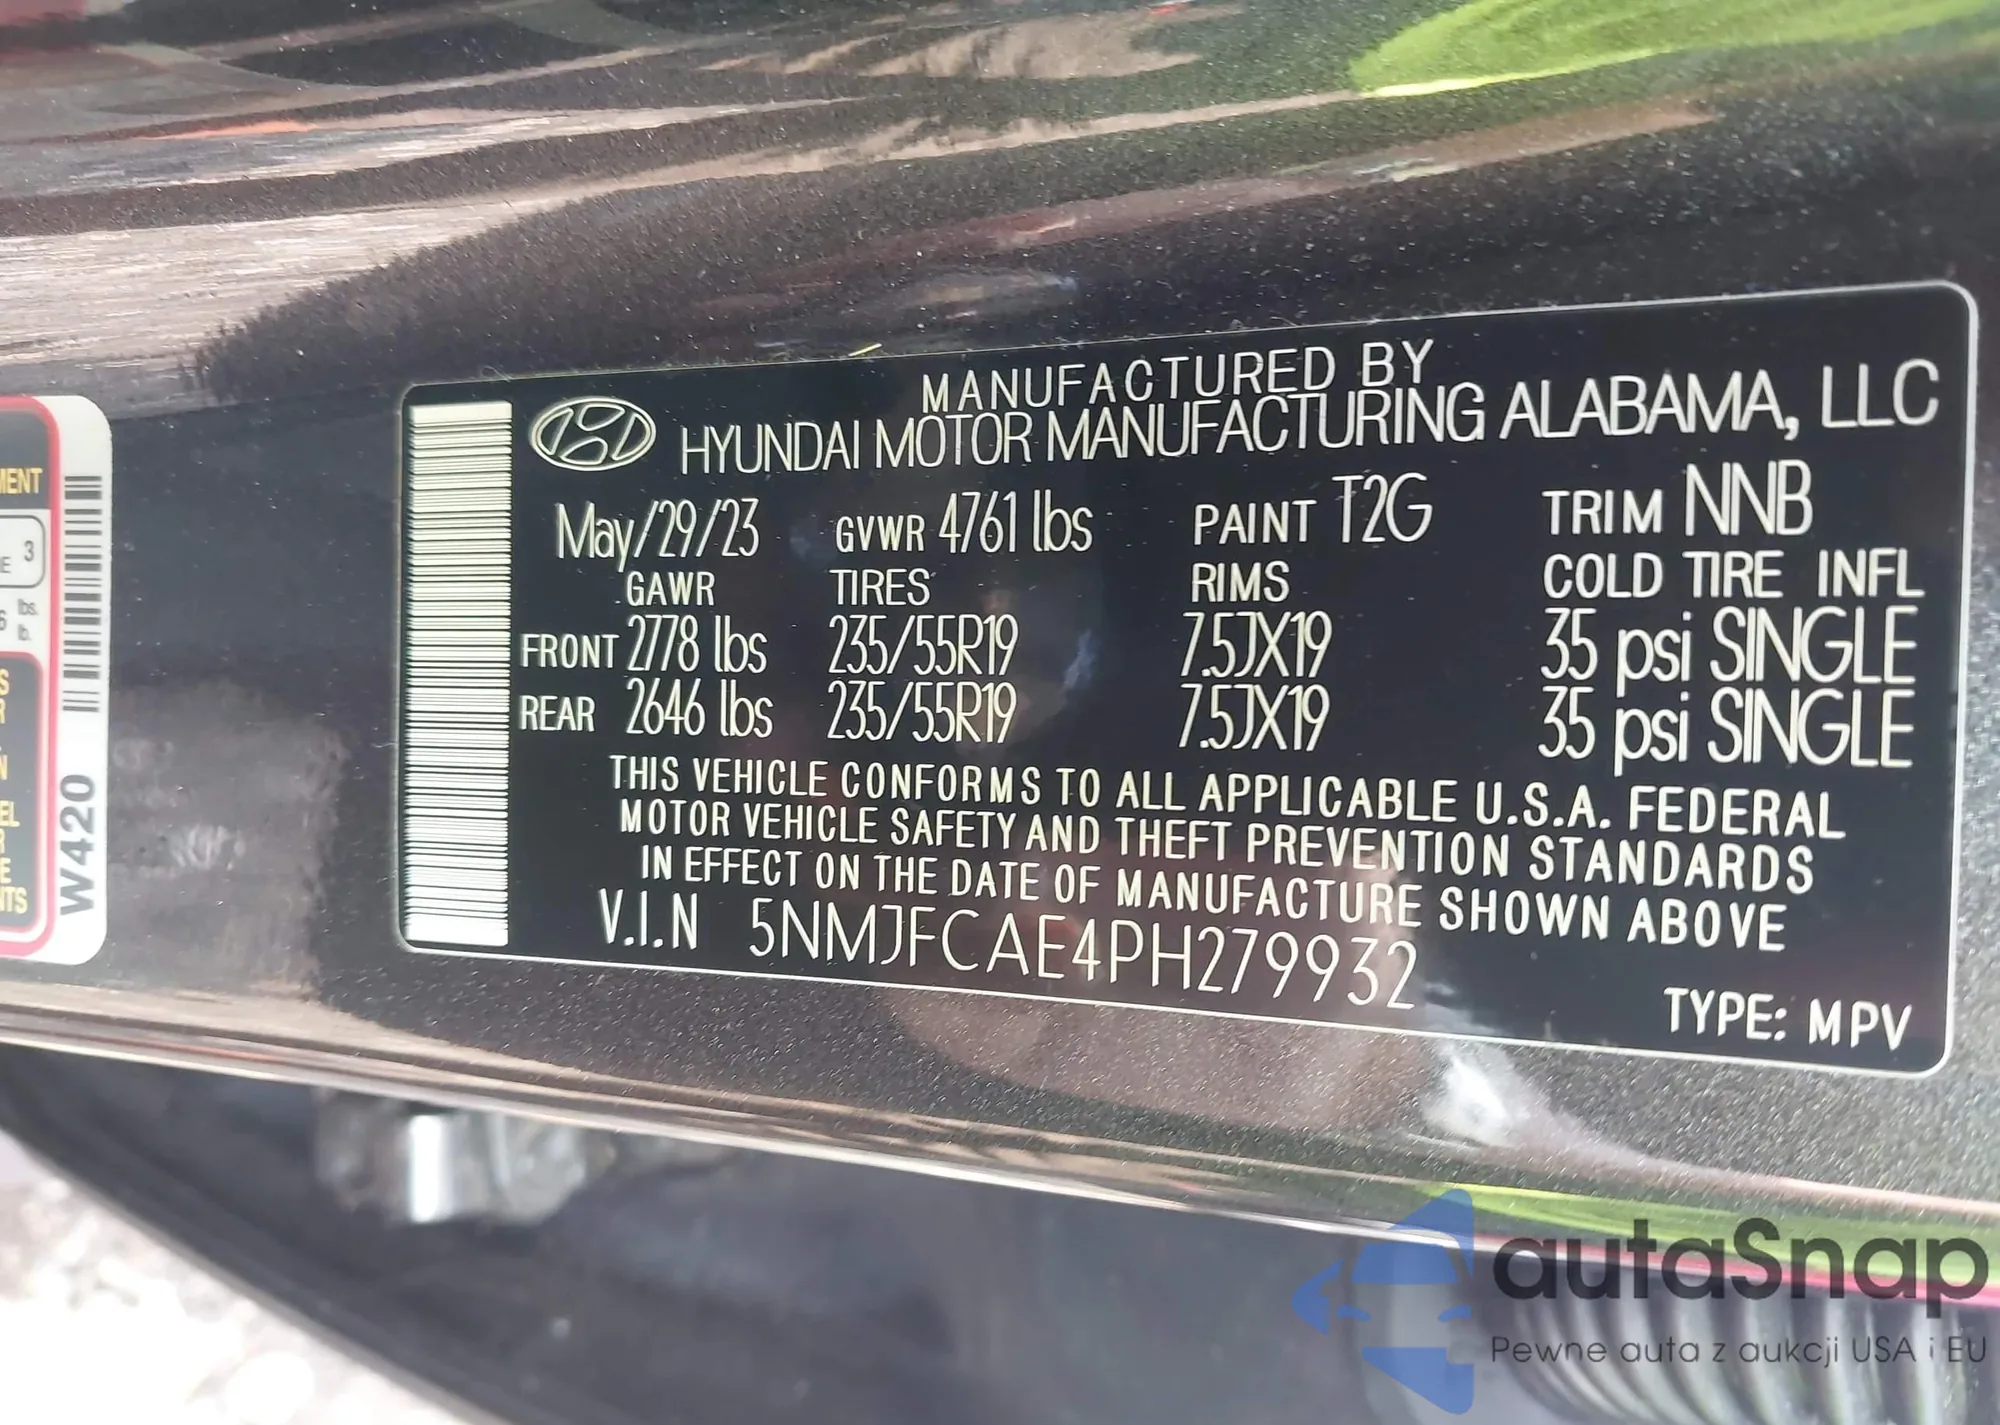 MANUFACTURED BY
HYUNDAI MOTOR MANUFACTURING ALABAMA, LLC
May/29/23 GVWR 4761 lbs PAINT T2G TRIM NNB
GAWR TIRES RIMS COLD TIRE INFL
FRONT 2778 lbs 235/55R19 7.5JX19 35 psi SINGLE
REAR 2646 lbs 235/55R19 7.5JX19 35 psi SINGLE
THIS VEHICLE CONFORMS TO ALL APPLICABLE U.S.A. FEDERAL
MOTOR VEHICLE SAFETY AND THEFT PREVENTION STANDARDS
IN EFFECT ON THE DATE OF MANUFACTURE SHOWN ABOVE
V.I.N 5NMJFCAE4PH279932
TYPE: MPV
W420
3
lbs.
lb.
autaSnap
Pewne auta z aukcji USA i EU